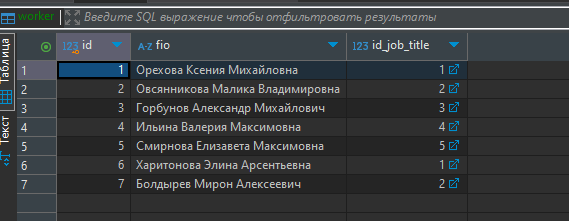 worker Введите SQL выражение чтобы отфильтровать результаты
Таблица
Текст
123 id A-Z fio 123 id_job_title
1 1 Орехова Ксения Михайловна 1
2 2 Овсянникова Малика Владимировна 2
3 3 Горбунов Александр Михайлович 3
4 4 Ильина Валерия Максимовна 4
5 5 Смирнова Елизавета Максимовна 5
6 6 Харитонова Элина Арсентьевна 1
7 7 Болдырев Мирон Алексеевич 2